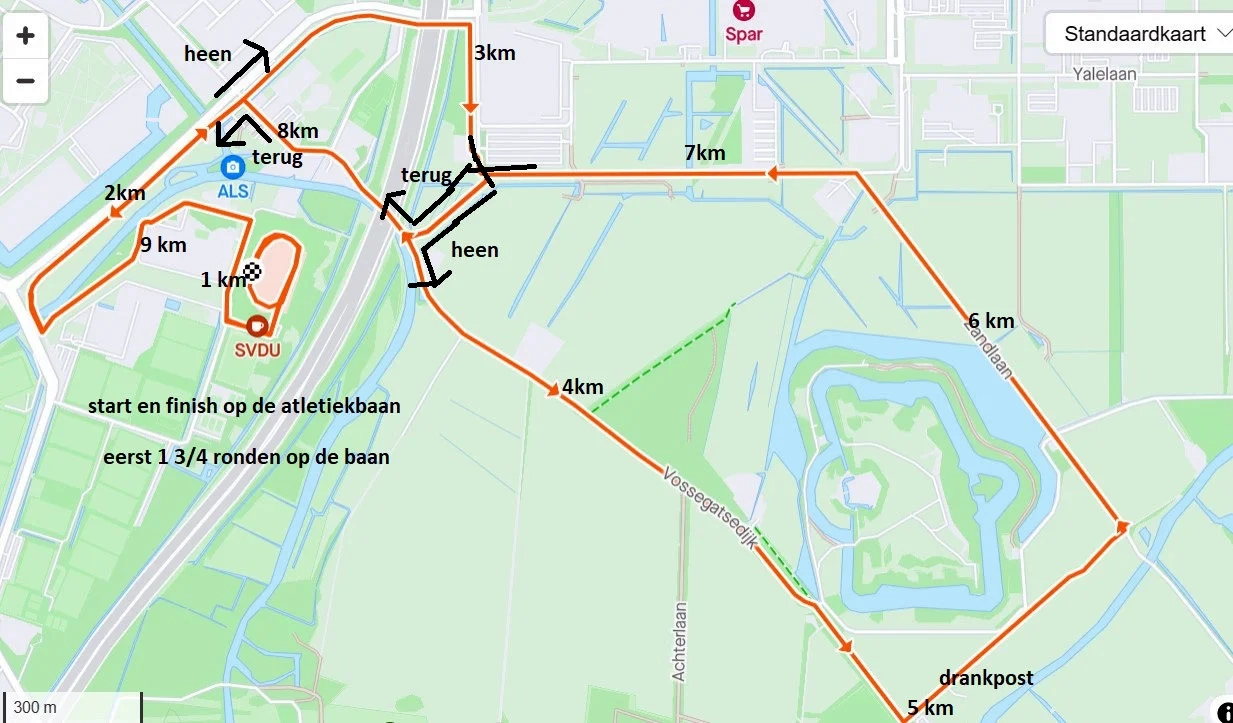 Standaardkaart
Spar
Yalelaan
heen
3km
8km
terug
ALS
2km
terug
7km
9 km
heen
1 km
SVDU
6 km
Zandlaan
4km
start en finish op de atletiekbaan
eerst 1 3/4 ronden op de baan
Vossegatsedijk
Achterlaan
drankpost
5 km
300 m